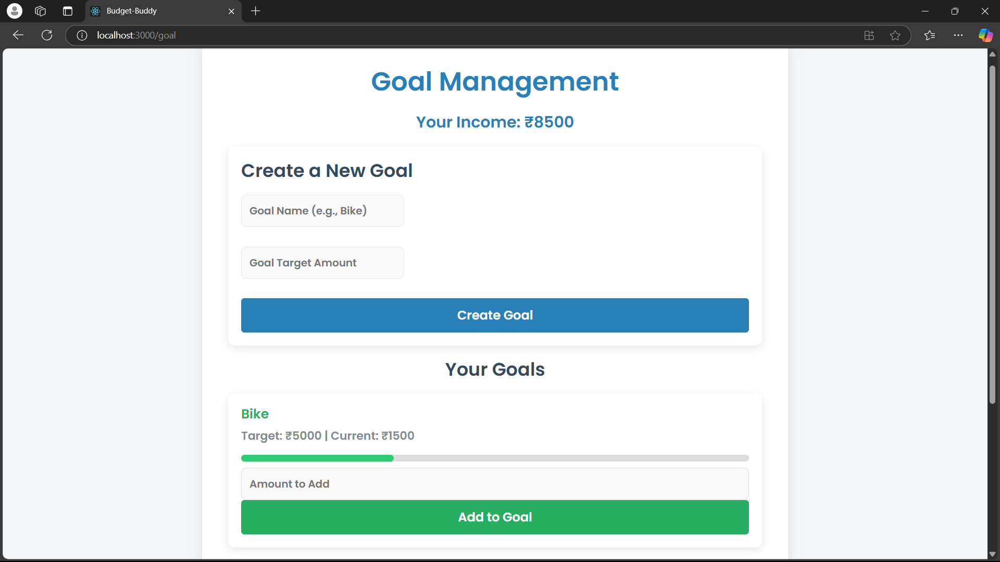 Budget-Buddy
localhost:3000/goal
Goal Management
Your Income: ₹8500
Create a New Goal
Goal Name (e.g., Bike)
Goal Target Amount
Create Goal
Your Goals
Bike
Target: ₹5000 | Current: ₹1500
Amount to Add
Add to Goal